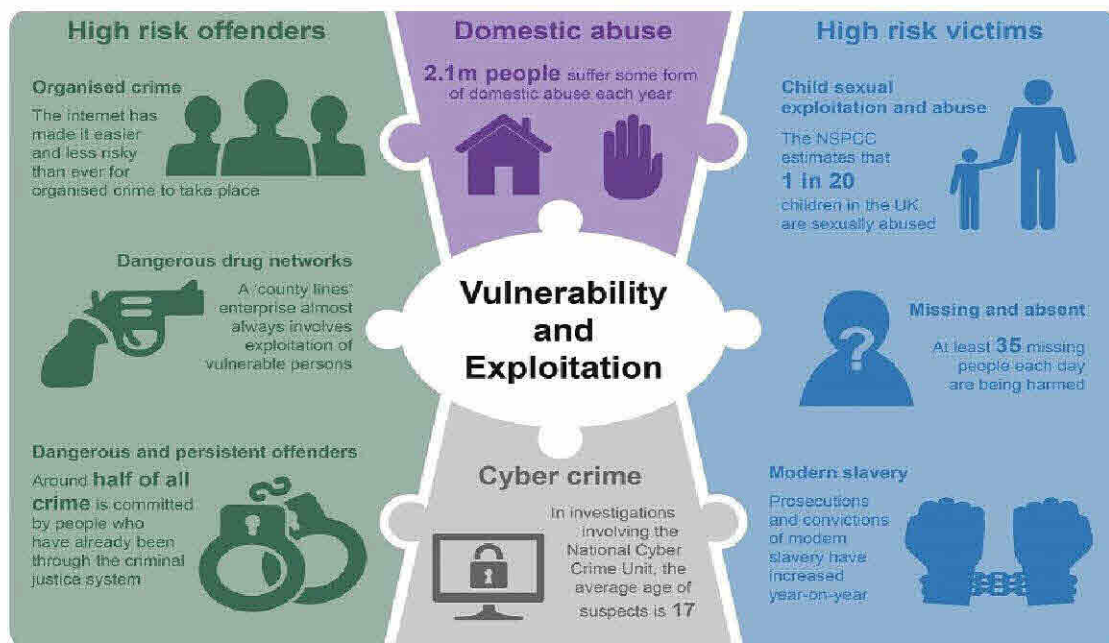 High risk offenders
Organised crime
The internet has
made it easier
and less risky
than ever for
organised crime to take place
Dangerous drug networks
A 'county lines'
enterprise almost
always involves
exploitation of
vulnerable persons
Dangerous and persistent offenders
Around half of all
crime is committed
by people who
have already been
through the criminal
justice system
Domestic abuse
2.1m people suffer some form
of domestic abuse each year
Vulnerability
and
Exploitation
Cyber crime
In investigations
involving the
National Cyber
Crime Unit, the
average age of
suspects is 17
High risk victims
Child sexual
exploitation and abuse
The NSPCC
estimates that
1 in 20
children in the UK
are sexually abused
Missing and absent
?
At least 35 missing
people each day
are being harmed
Modern slavery
Prosecutions
and convictions
of modern
slavery have
increased
year-on-year